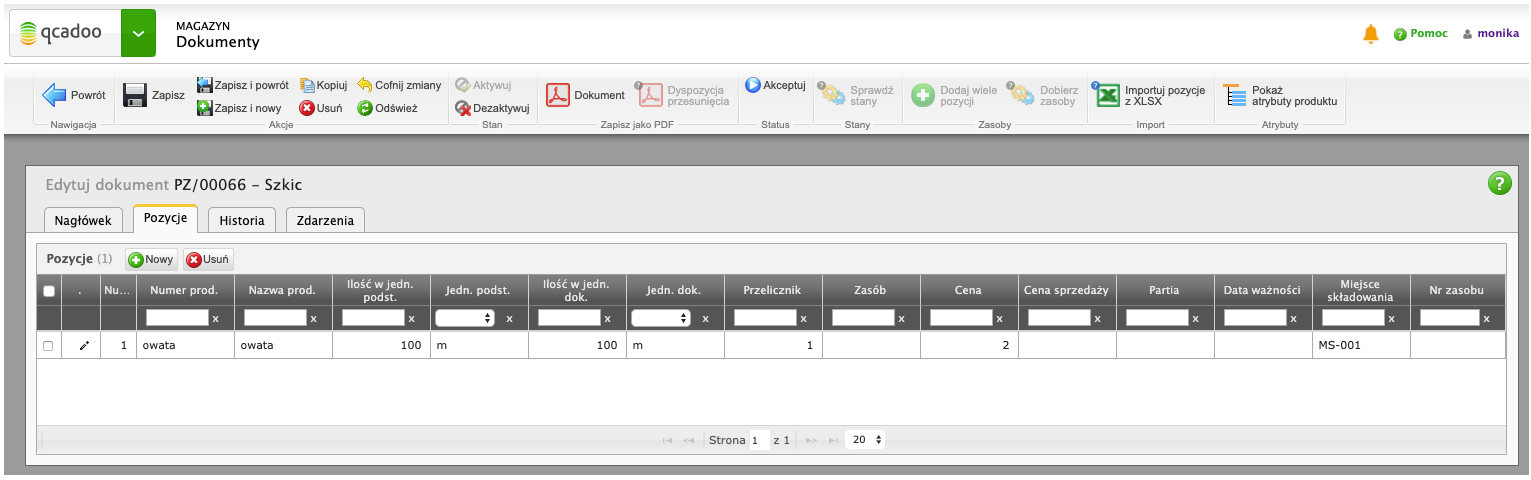 qcadoo
MAGAZYN
Dokumenty
Pomoc
monika
Powrót
Nawigacja
Zapisz
Zapisz i powrót
Kopiuj
Cofnij zmiany
Zapisz i nowy
Usuń
Odśwież
Akcje
Aktywuj
Dezaktywuj
Stan
Dokument
Dyspozycja
przesunięcia
Zapisz jako PDF
Akceptuj
Status
Sprawdź
stany
Stany
Dodaj wiele
pozycji
Dobierz
zasoby
Zasoby
Importuj pozycje
z XLSX
Import
Pokaż
atrybuty produktu
Atrybuty
Edytuj dokument PZ/00066 - Szkic
Nagłówek
Pozycje
Historia
Zdarzenia
Pozycje (1)
Nowy
Usuń
. Nu... Numer prod. Nazwa prod. Ilość w jedn. podst. Jedn. podst. Ilość w jedn. dok. Jedn. dok. Przelicznik Zasób Cena Cena sprzedaży Partia Data ważności Miejsce składowania Nr zasobu
x x x x x x x x x x x x x x
1 owata owata 100 m 100 m 1 2 MS-001
Strona 1 z 1 20